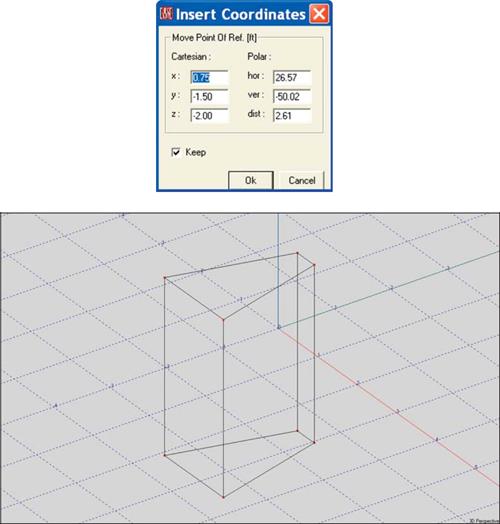 Insert Coordinates
Move Point Of Ref. [ft]
Cartesian : Polar :
x : 0.75 hor : 26.57
y : -1.50 ver : -50.02
z : -2.00 dist : 2.61
Keep
Ok Cancel
3D Perspective